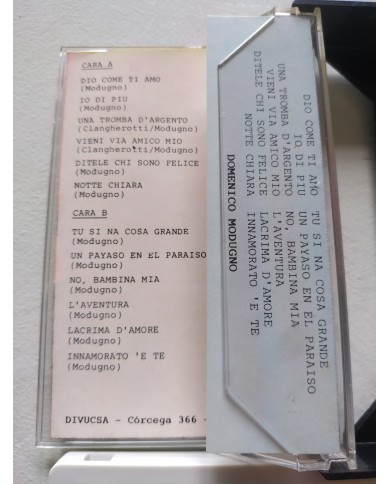 CARA A
DIO COME TI AMO
(Modugno)
IO DI PIU
(Modugno)
UNA TROMBA D'ARGENTO
(Clangherotti/Modugno)
VIENI VIA AMICO MIO
(Clangherotti/Modugno)
DITELE CHI SONO FELICE
(Modugno)
NOTTE CHIARA
(Modugno)
CARA B
TU SI NA COSA GRANDE
(Modugno)
UN PAYASO EN EL PARAISO
(Modugno)
NO, BAMBINA MIA
(Modugno)
L'AVENTURA
(Modugno)
LACRIMA D'AMORE
(Modugno)
INNAMORATO 'E TE
(Modugno)
DIVUCSA - Córcega 366 -
DIO COME TI AMO TU SI NA COSA GRANDE
IO DI PIU UN PAYASO EN EL PARAISO
UNA TROMBA D'ARGENTO NO, BAMBINA MIA
VIENI VIA AMICO MIO L'AVENTURA
DITELE CHI SONO FELICE LACRIMA D'AMORE
NOTTE CHIARA INNAMORATO 'E TE
DOMENICO MODUGNO